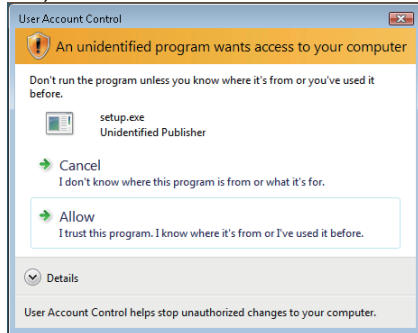 User Account Control
An unidentified program wants access to your computer
Don't run the program unless you know where it's from or you've used it
before.
setup.exe
Unidentified Publisher
Cancel
I don't know where this program is from or what it's for.
Allow
I trust this program. I know where it's from or I've used it before.
Details
User Account Control helps stop unauthorized changes to your computer.